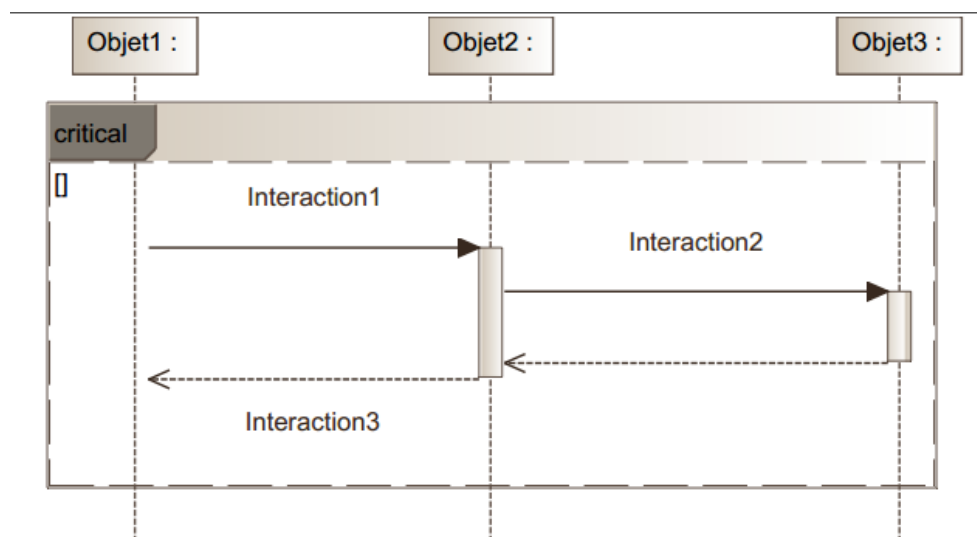 Objet1 :
Objet2 :
Objet3 :
critical
[]
Interaction1
Interaction2
Interaction3